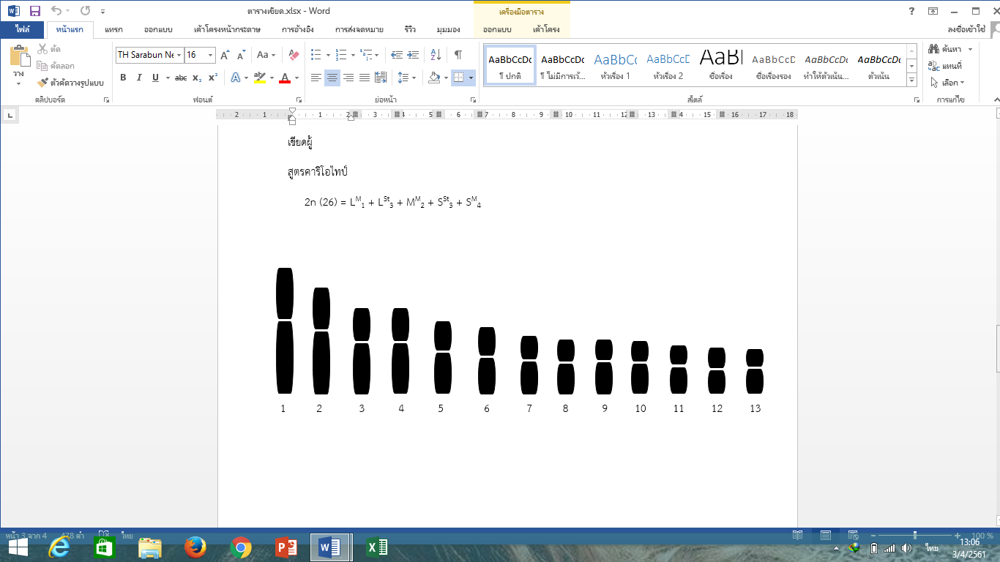 ตารางเขียด.xlsx - Word
เครื่องมือตาราง
ไฟล์ หน้าแรก แทรก ออกแบบ เค้าโครงหน้ากระดาษ การอ้างอิง การส่งจดหมาย รีวิว มุมมอง ออกแบบ เค้าโครง ลงชื่อเข้าใช้
วาง
ตัด
คัดลอก
ตัวคัดวางรูปแบบ
คลิปบอร์ด
TH Sarabun Ne 16
ฟอนต์
ย่อหน้า
AaBbCcDc AaBbCcDc AaBbC AaBbCcD AaB AaBbCcD AaBbCcDc AaBbCcDc
¶ ปกติ ¶ ไม่มีการเว้... หัวเรื่อง 1 หัวเรื่อง 2 ชื่อเรื่อง ชื่อเรื่องรอง ทำให้ตัวเน้น... ตัวเน้น
สไตล์
ค้นหา
แทนที่
เลือก
การแก้ไข
2 1 1 2 3 4 5 6 7 8 9 10 11 12 13 14 15 16 17 18
เขียดผู้
สูตรคาริโอไทป์
2n (26) = Lᴹ₁ + Lˢᵗ₃ + Mᴹ₂ + Sˢᵗ₃ + Sᴹ₄
1 2 3 4 5 6 7 8 9 10 11 12 13
หน้า 3 จาก 4 478 คำ ไทย 100 %
ไทย 13:06
3/4/2561